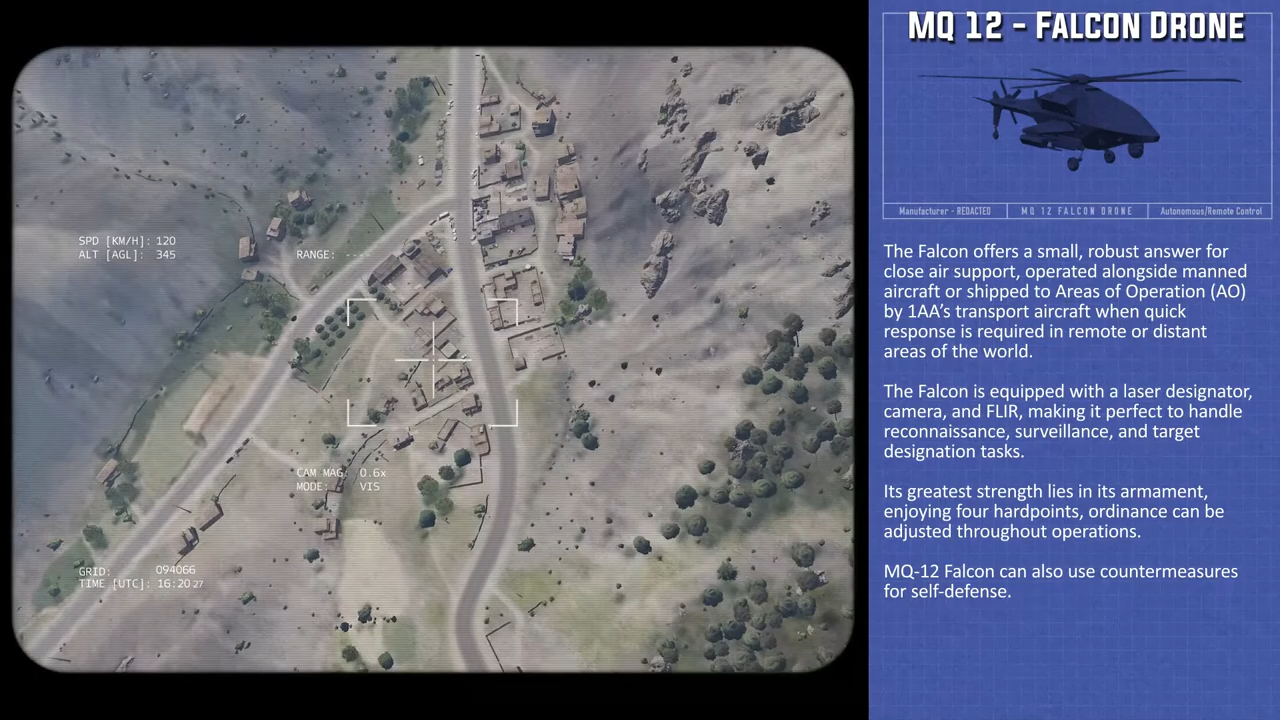 MQ 12 - FALCON DRONE
Manufacturer - REDACTED
MQ 12 FALCON DRONE
Autonomous/Remote Control
SPD [KM/H]: 120
ALT [AGL]: 345
RANGE: ----
CAM MAG: 0.6x
MODE: VIS
GRID: 094066
TIME [UTC]: 16:20 27
The Falcon offers a small, robust answer for
close air support, operated alongside manned
aircraft or shipped to Areas of Operation (AO)
by 1AA's transport aircraft when quick
response is required in remote or distant
areas of the world.
The Falcon is equipped with a laser designator,
camera, and FLIR, making it perfect to handle
reconnaissance, surveillance, and target
designation tasks.
Its greatest strength lies in its armament,
enjoying four hardpoints, ordinance can be
adjusted throughout operations.
MQ-12 Falcon can also use countermeasures
for self-defense.